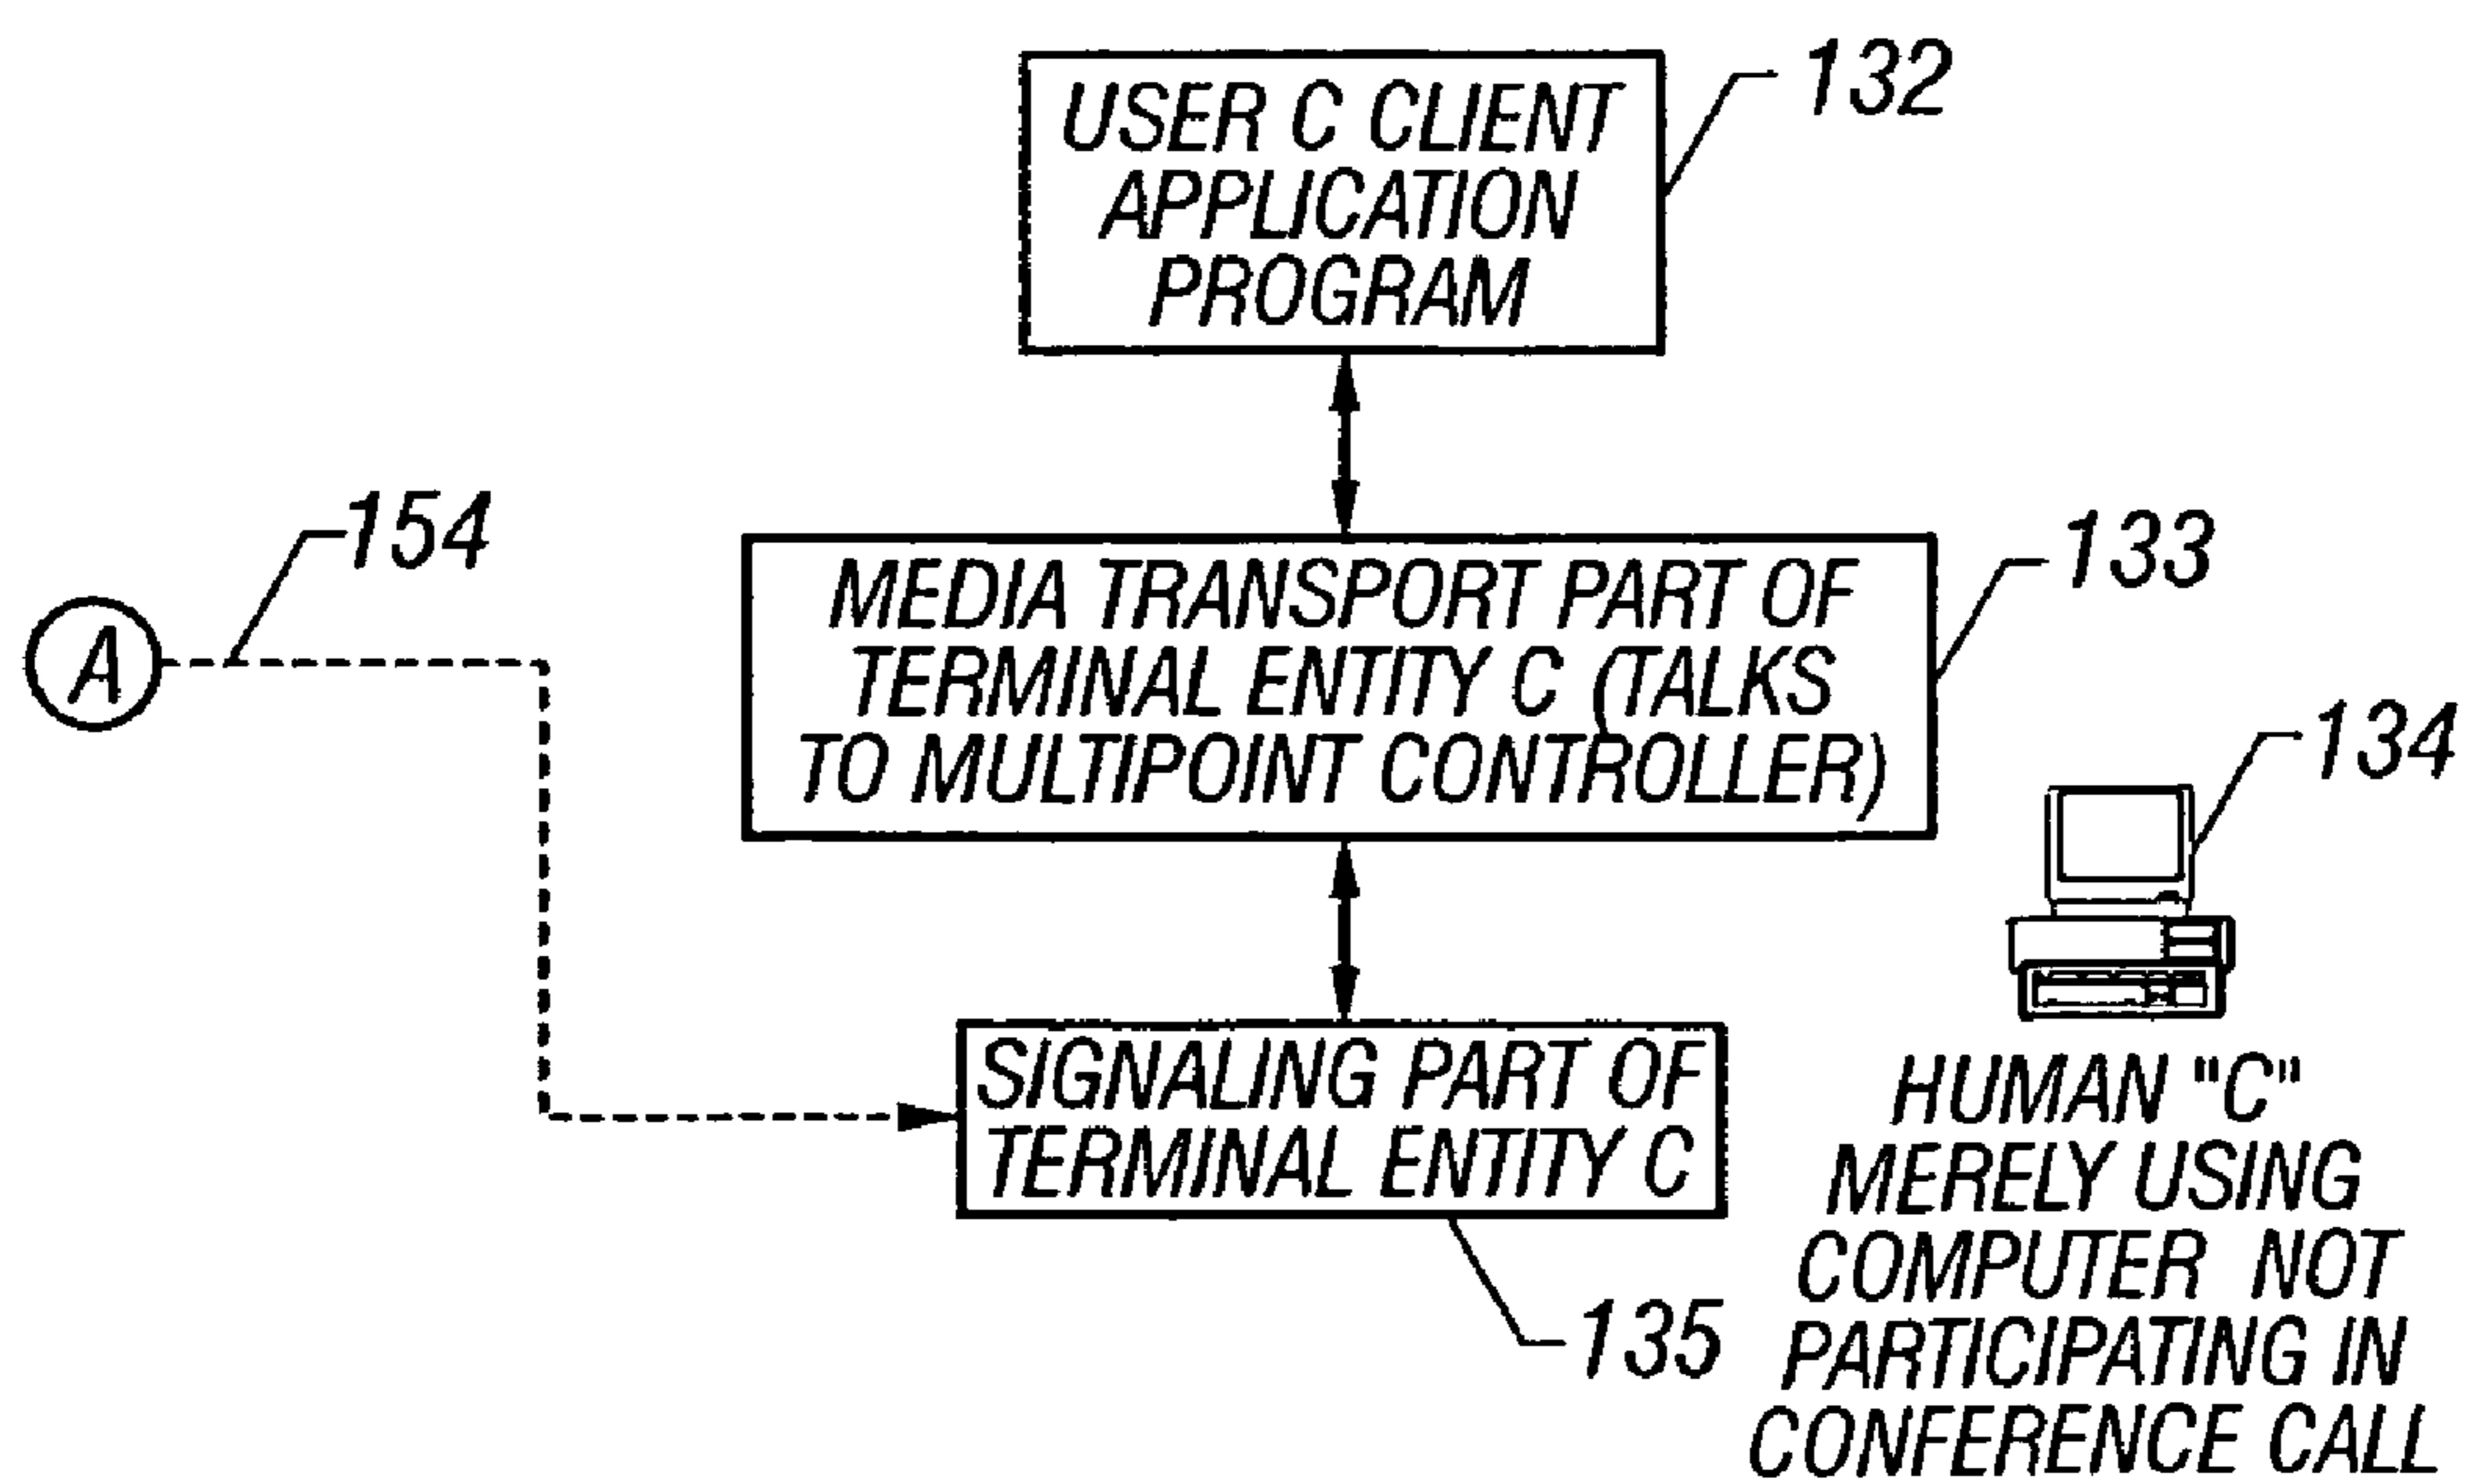 USER C CLIENT
APPLICATION
PROGRAM
132
154
A
MEDIA TRANSPORT PART OF
TERMINAL ENTITY C (TALKS
TO MULTIPOINT CONTROLLER)
133
134
SIGNALING PART OF
TERMINAL ENTITY C
135
HUMAN "C"
MERELY USING
COMPUTER NOT
PARTICIPATING IN
CONFERENCE CALL